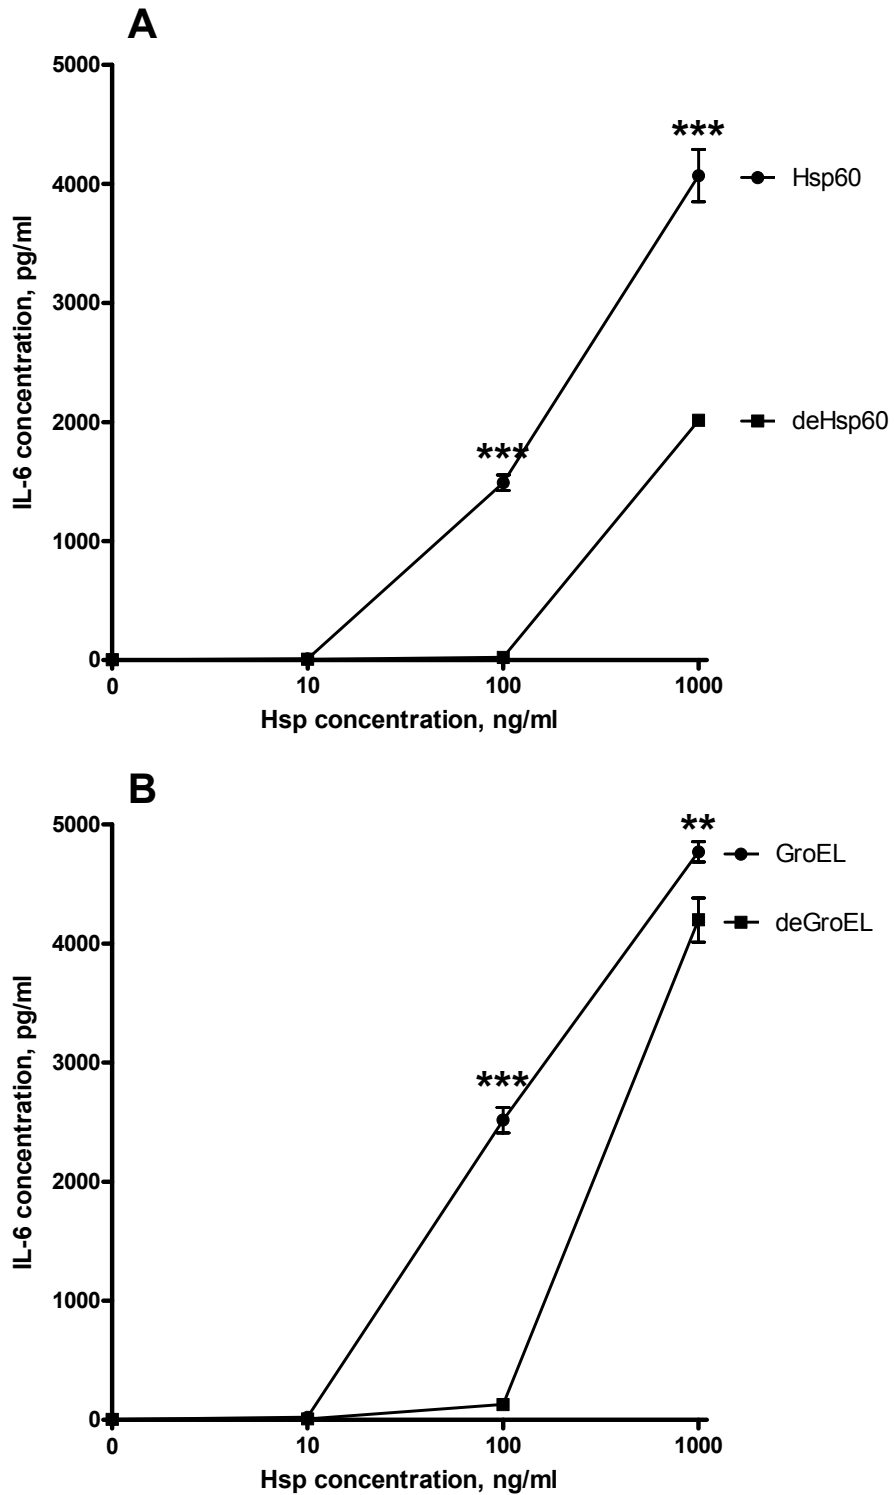 A
5000
4000
3000
2000
1000
0
IL-6 concentration, pg/ml
***
***
Hsp60
deHsp60
0 10 100 1000
Hsp concentration, ng/ml
B
5000
4000
3000
2000
1000
0
IL-6 concentration, pg/ml
***
**
GroEL
deGroEL
0 10 100 1000
Hsp concentration, ng/ml